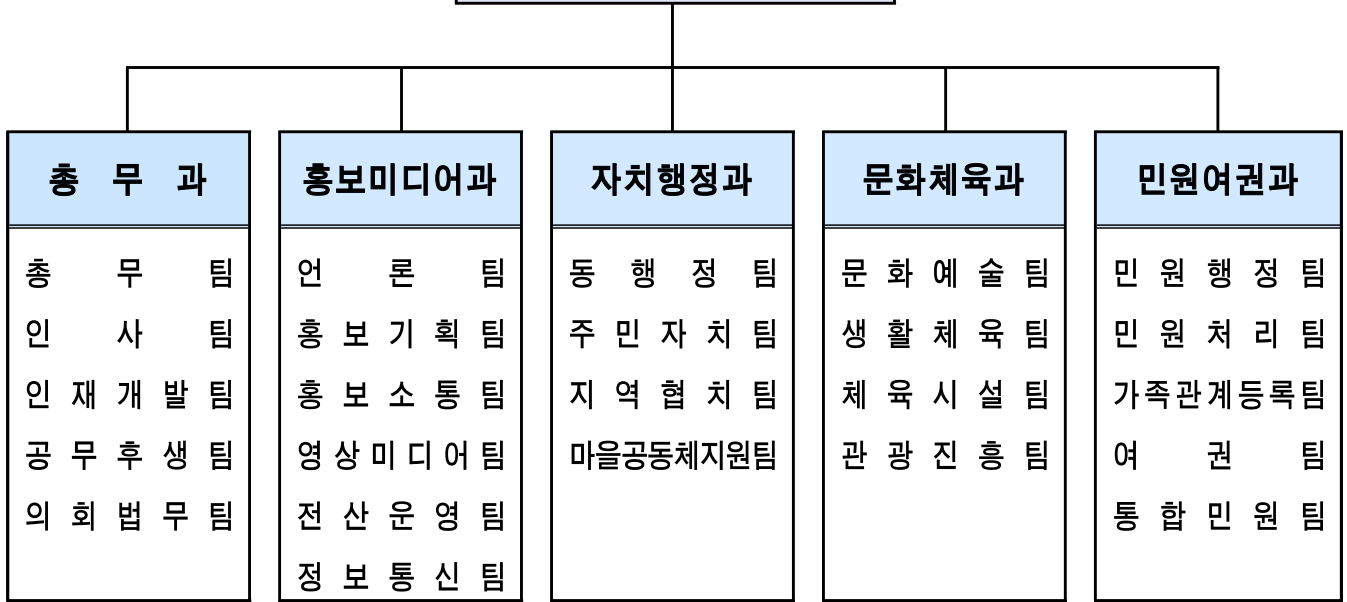 총 무 과
총 무 팀
인 사 팀
인 재 개 발 팀
공 무 후 생 팀
의 회 법 무 팀
홍보미디어과
언 론 팀
홍 보 기 획 팀
홍 보 소 통 팀
영 상 미 디 어 팀
전 산 운 영 팀
정 보 통 신 팀
자치행정과
동 행 정 팀
주 민 자 치 팀
지 역 협 치 팀
마을공동체지원팀
문화체육과
문 화 예 술 팀
생 활 체 육 팀
체 육 시 설 팀
관 광 진 흥 팀
민원여권과
민 원 행 정 팀
민 원 처 리 팀
가족관계등록팀
여 권 팀
통 합 민 원 팀